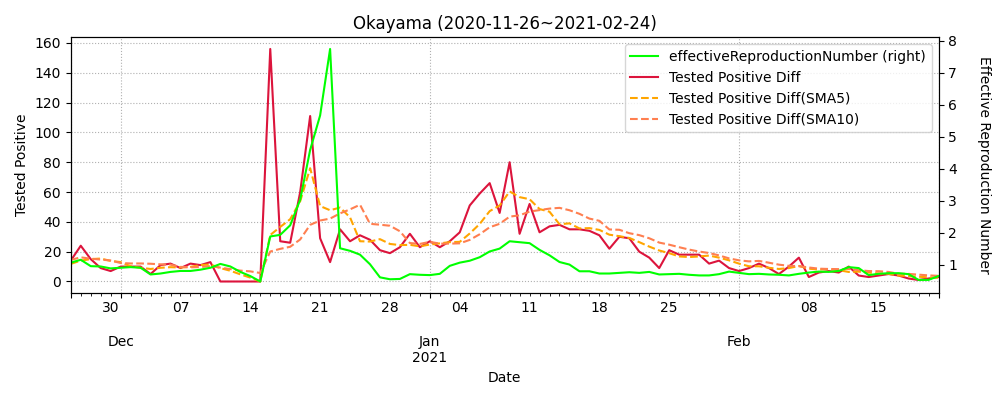 Okayama (2020-11-26~2021-02-24)
160
140
120
100
80
60
40
20
0
Tested Positive
8
7
6
5
4
3
2
1
Effective Reproduction Number
effectiveReproductionNumber (right)
Tested Positive Diff
Tested Positive Diff(SMA5)
Tested Positive Diff(SMA10)
30 07 14 21 28 04 11 18 25 08 15
Dec Jan Feb
2021
Date